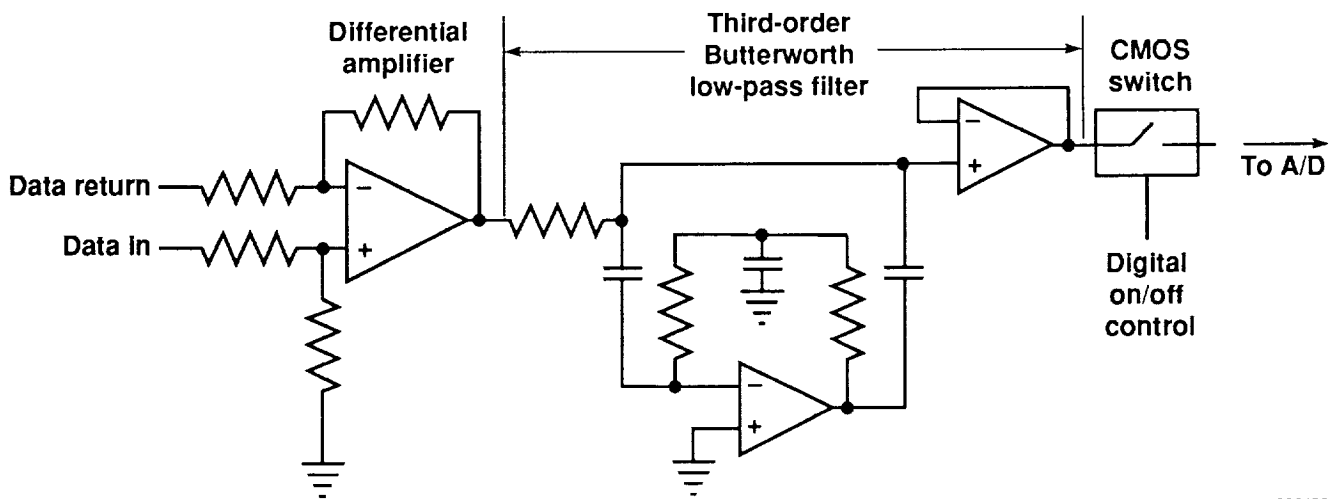 Differential
amplifier
Third-order
Butterworth
low-pass filter
CMOS
switch
Data return
Data in
To A/D
Digital
on/off
control
−
+
−
+
−
+